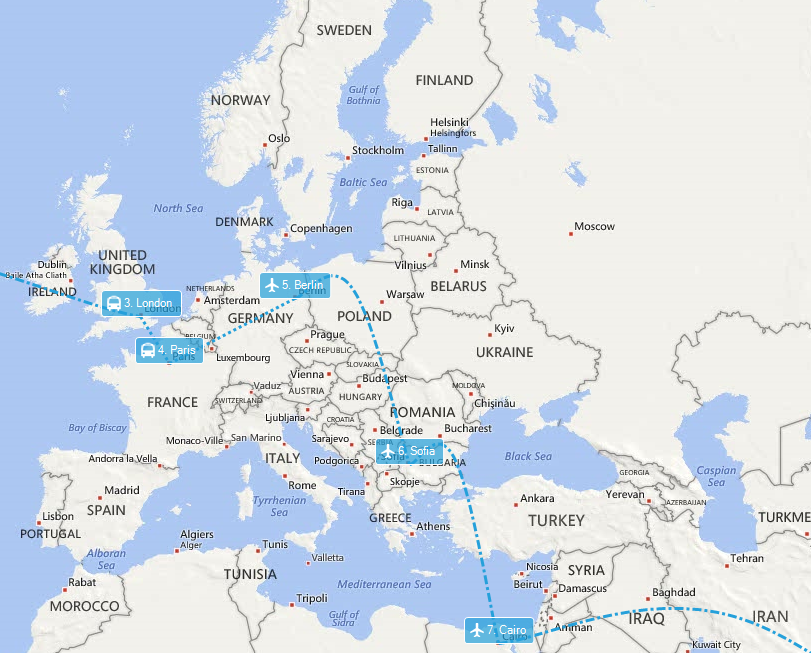 SWEDEN
FINLAND
Gulf of
Bothnia
NORWAY
Helsinki
Helsingfors
Oslo
Tallinn
Stockholm
ESTONIA
Baltic Sea
Riga
LATVIA
North Sea
DENMARK
Copenhagen
Moscow
LITHUANIA
UNITED
KINGDOM
Dublin
Baile Atha Cliath
Vilnius
Minsk
IRELAND
NETHERLANDS
5. Berlin
Berlin
BELARUS
3. London
London
Amsterdam
Warsaw
GERMANY
POLAND
BELGIUM
Prague
Kyiv
4. Paris
Paris
Luxembourg
CZECH REPUBLIC
UKRAINE
SLOVAKIA
Vienna
Budapest
Vaduz
AUSTRIA
MOLDOVA
SWITZERLAND
HUNGARY
FRANCE
Chişinău
Ljubljana
CROATIA
ROMANIA
Bay of Biscay
Belgrade
Bucharest
Monaco-Ville
San Marino
Sarajevo
SERBIA
6. Sofia
Sofia
BULGARIA
Black Sea
Andorra la Vella
ITALY
Podgorica
GEORGIA
Caspian
Sea
Madrid
Rome
Tirana
Skopje
Yerevan
AZERBAIJAN
SPAIN
Tyrrhenian
Sea
Ankara
Lisbon
PORTUGAL
GREECE
Athens
TURKEY
TURKME
Algiers
Alger
Tunis
Valletta
Alboran
Sea
Tehran
Nicosia
SYRIA
Rabat
TUNISIA
Mediterranean Sea
Beirut
Damascus
Baghdad
MOROCCO
Tripoli
Gulf of
Sidra
7. Cairo
Cairo
Amman
IRAQ
IRAN
Kuwait City